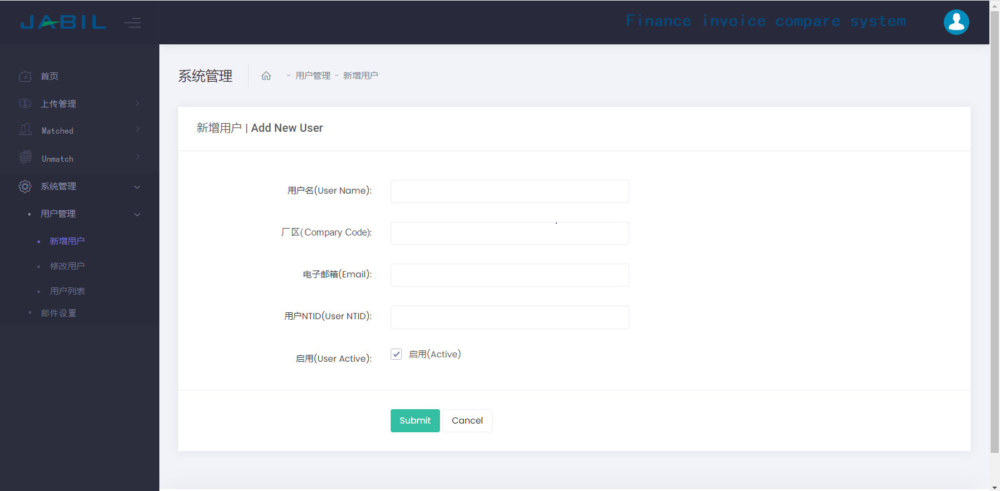 JABIL
Finance invoice compare system
首页
上传管理
Matched
Unmatch
系统管理
用户管理
新增用户
修改用户
用户列表
邮件设置
系统管理 - 用户管理 - 新增用户
新增用户 | Add New User
用户名(User Name):
厂区(Compary Code):
电子邮箱(Email):
用户NTID(User NTID):
启用(User Active): 启用(Active)
Submit Cancel